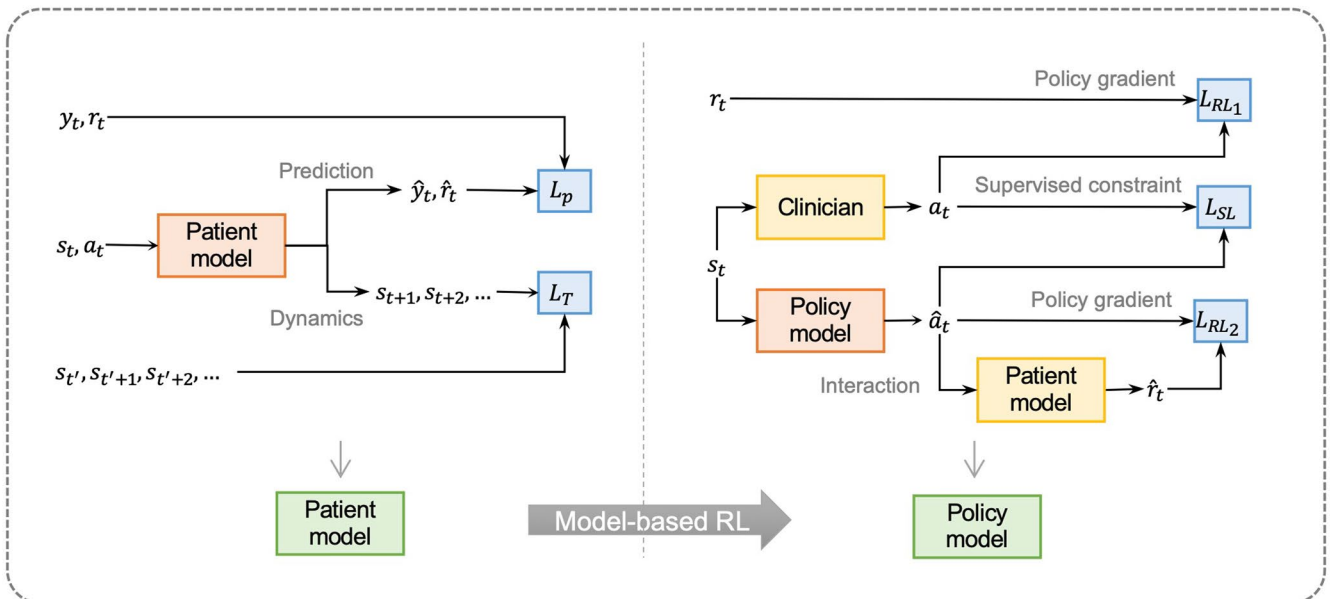 y_t, r_t
Prediction
ŷ_t, r̂_t
L_p
s_t, a_t
Patient
model
s_{t+1}, s_{t+2}, ...
L_T
Dynamics
s_{t'}, s_{t'+1}, s_{t'+2}, ...
Patient
model
Model-based RL
Policy gradient
r_t
L_{RL_1}
Clinician
a_t
Supervised constraint
L_{SL}
s_t
Policy
model
â_t
Policy gradient
L_{RL_2}
Interaction
Patient
model
r̂_t
Policy
model